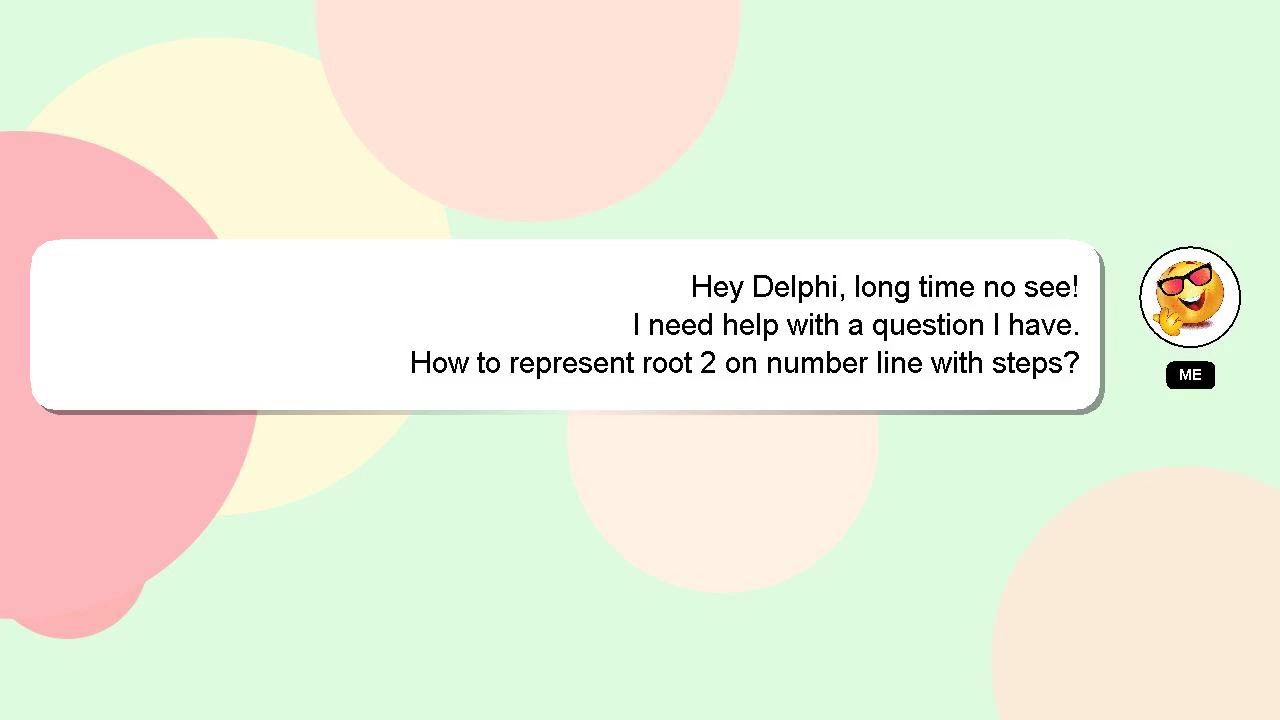 Hey Delphi, long time no see!
I need help with a question I have.
How to represent root 2 on number line with steps?
ME